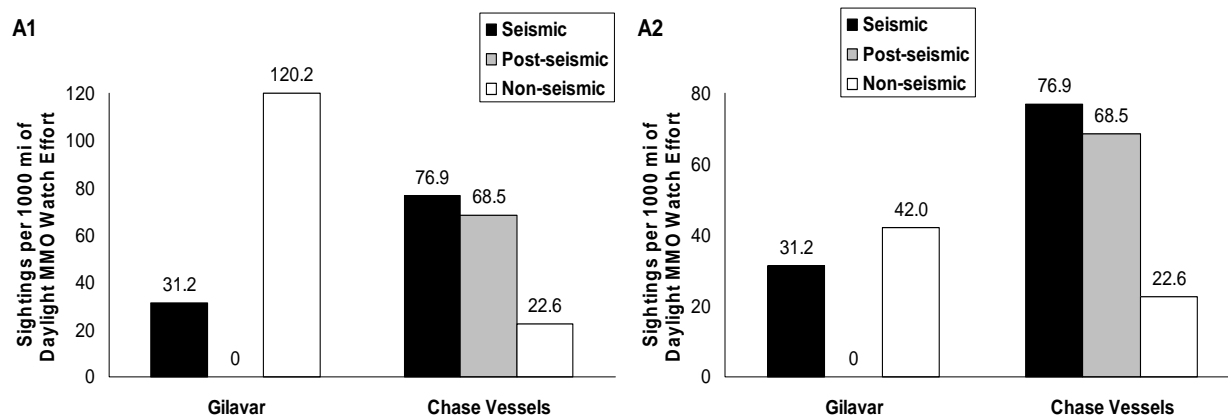 A1
Seismic
Post-seismic
Non-seismic
Sightings per 1000 mi of
Daylight MMO Watch Effort
120
100
80
60
40
20
0
31.2
0
120.2
76.9
68.5
22.6
Gilavar
Chase Vessels
A2
Seismic
Post-seismic
Non-seismic
Sightings per 1000 mi of
Daylight MMO Watch Effort
80
60
40
20
0
31.2
0
42.0
76.9
68.5
22.6
Gilavar
Chase Vessels